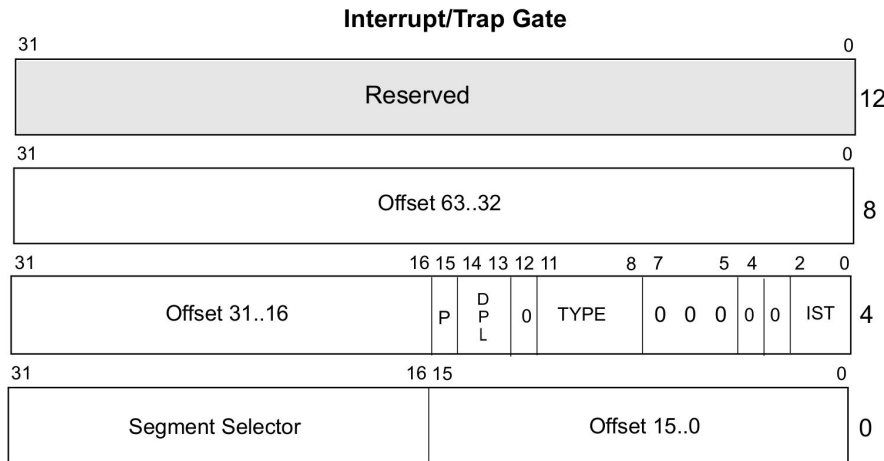 Interrupt/Trap Gate
31 0
Reserved 12
31 0
Offset 63..32 8
31 16 15 14 13 12 11 8 7 5 4 2 0
Offset 31..16 P DPL 0 TYPE 0 0 0 0 0 IST 4
31 16 15 0
Segment Selector Offset 15..0 0